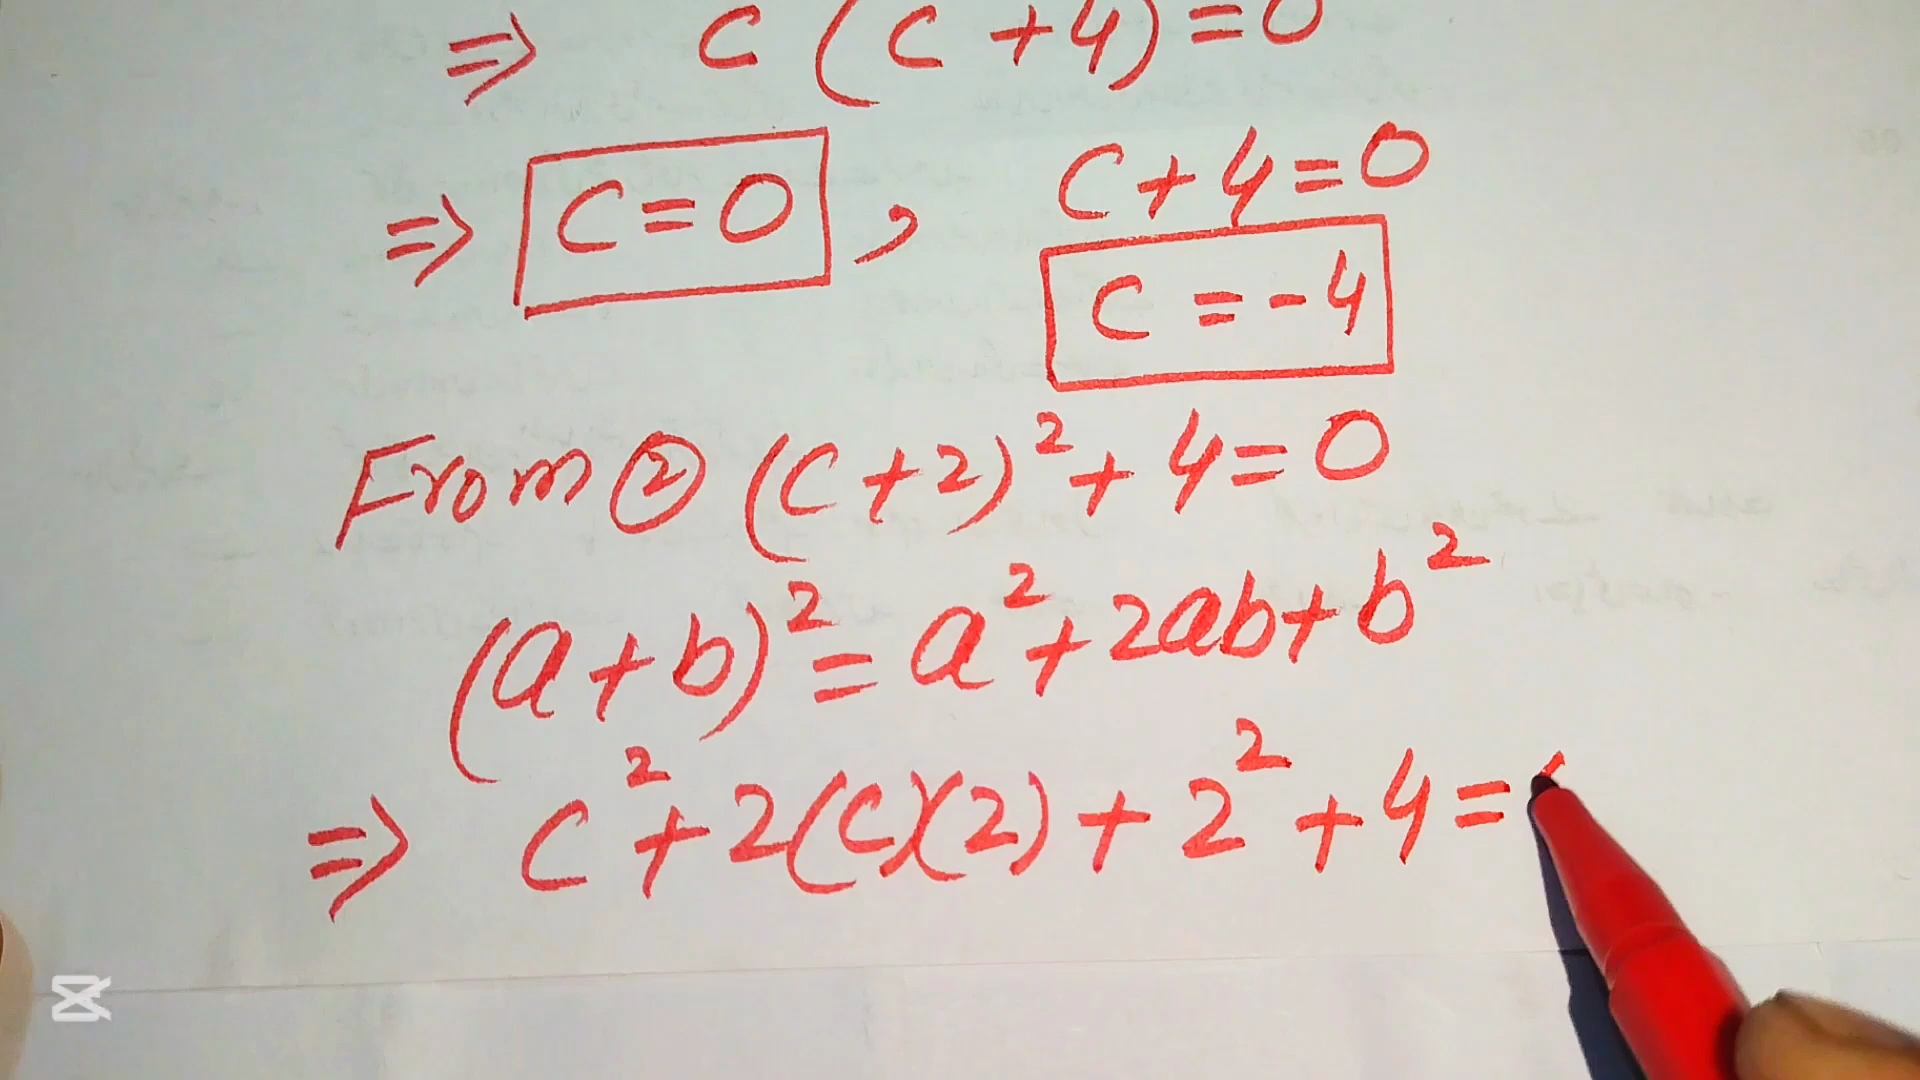 ⇒ C (C + 4) = 0
⇒ C = 0 , C + 4 = 0
C = -4
From ② (C + 2)² + 4 = 0
(a + b)² = a² + 2ab + b²
⇒ C² + 2(C)(2) + 2² + 4 =